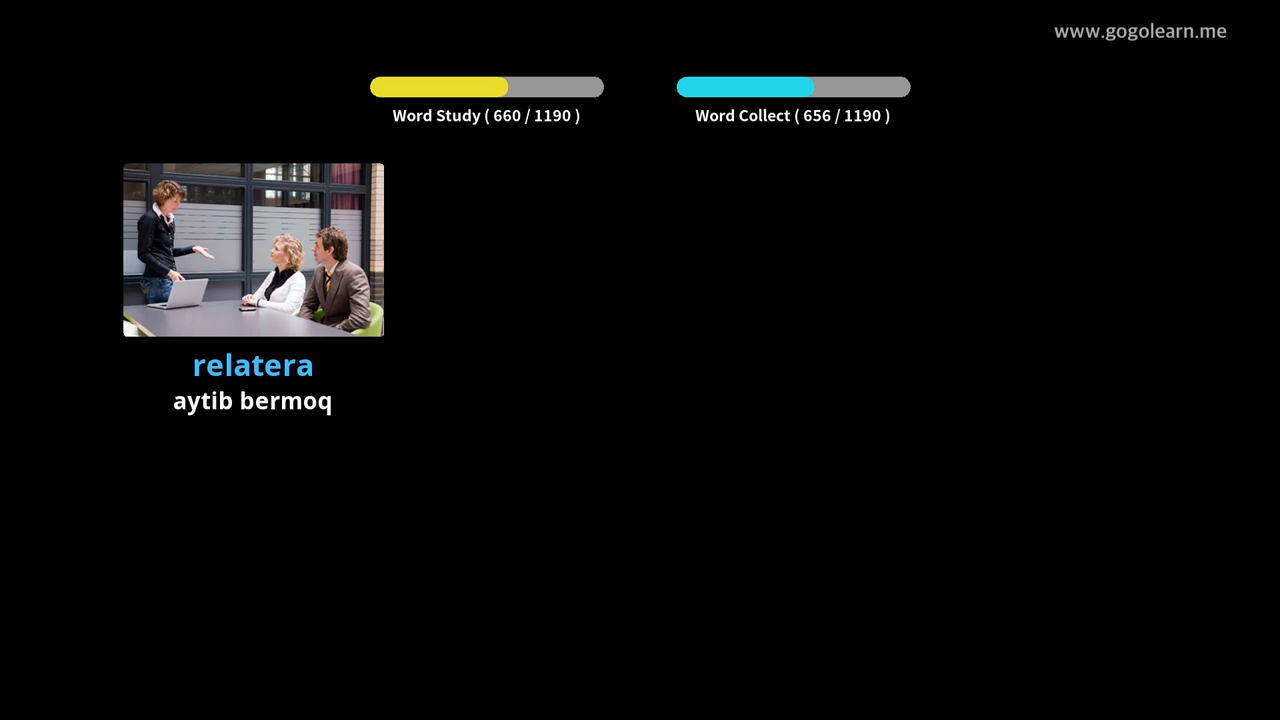 www.gogolearn.me
Word Study ( 660 / 1190 )
Word Collect ( 656 / 1190 )
relatera
aytib bermoq